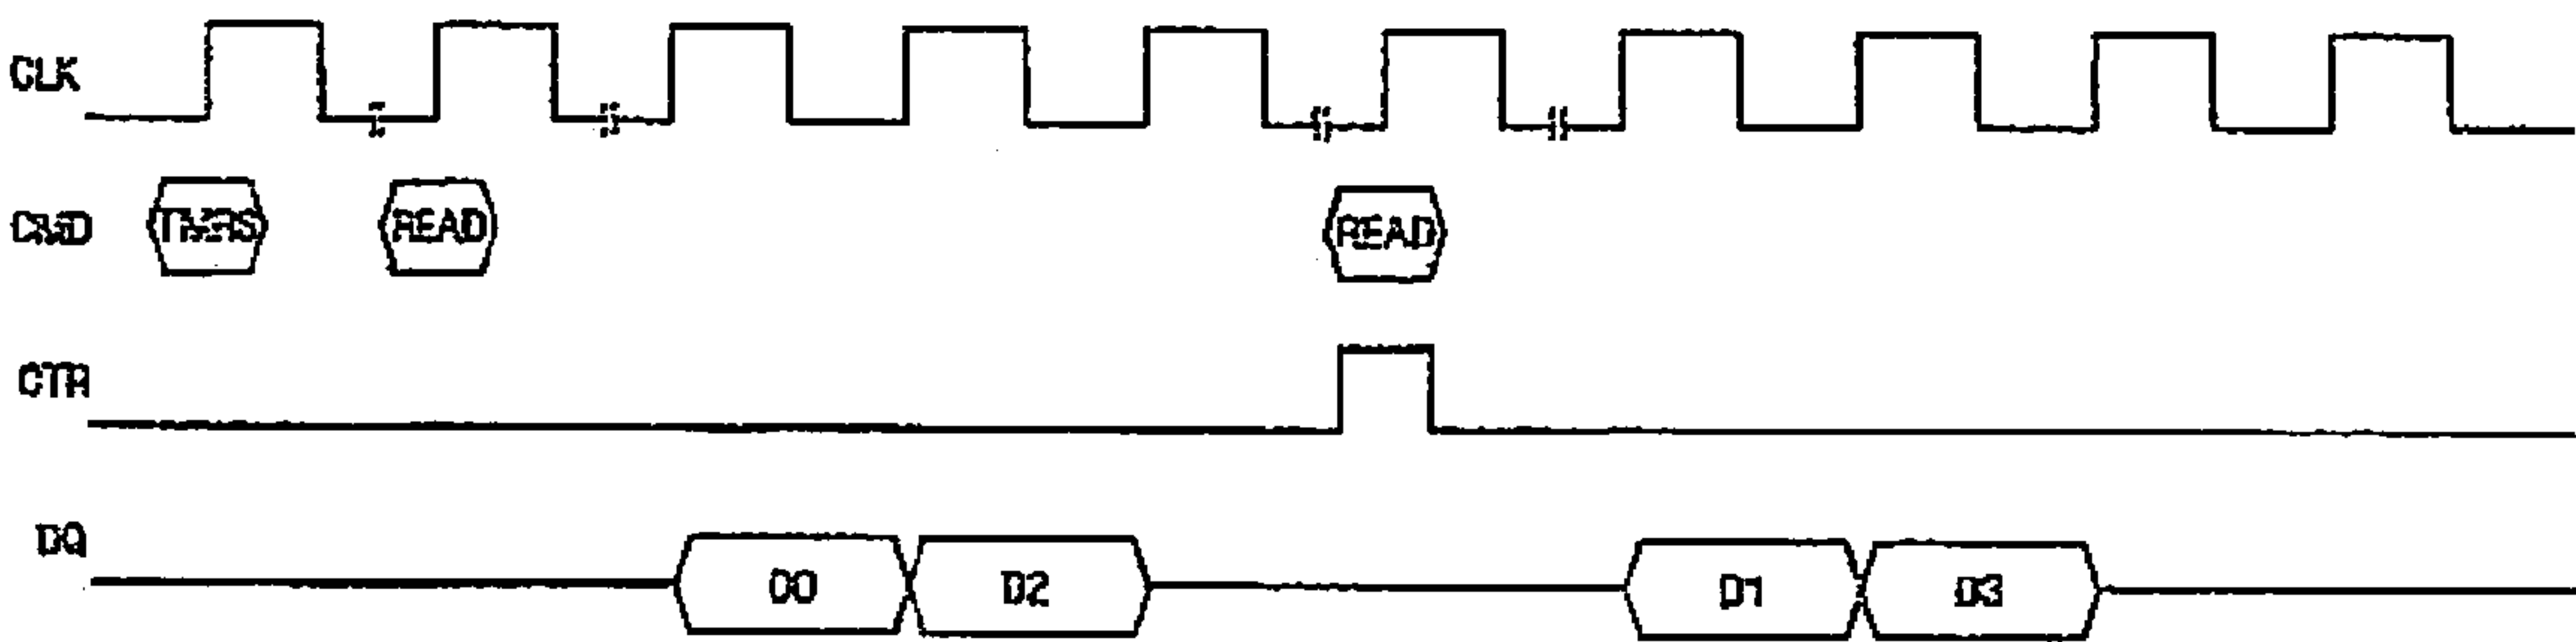 CLK
CMD TMRS READ READ
CTR
DQ D0 D2 D1 D3